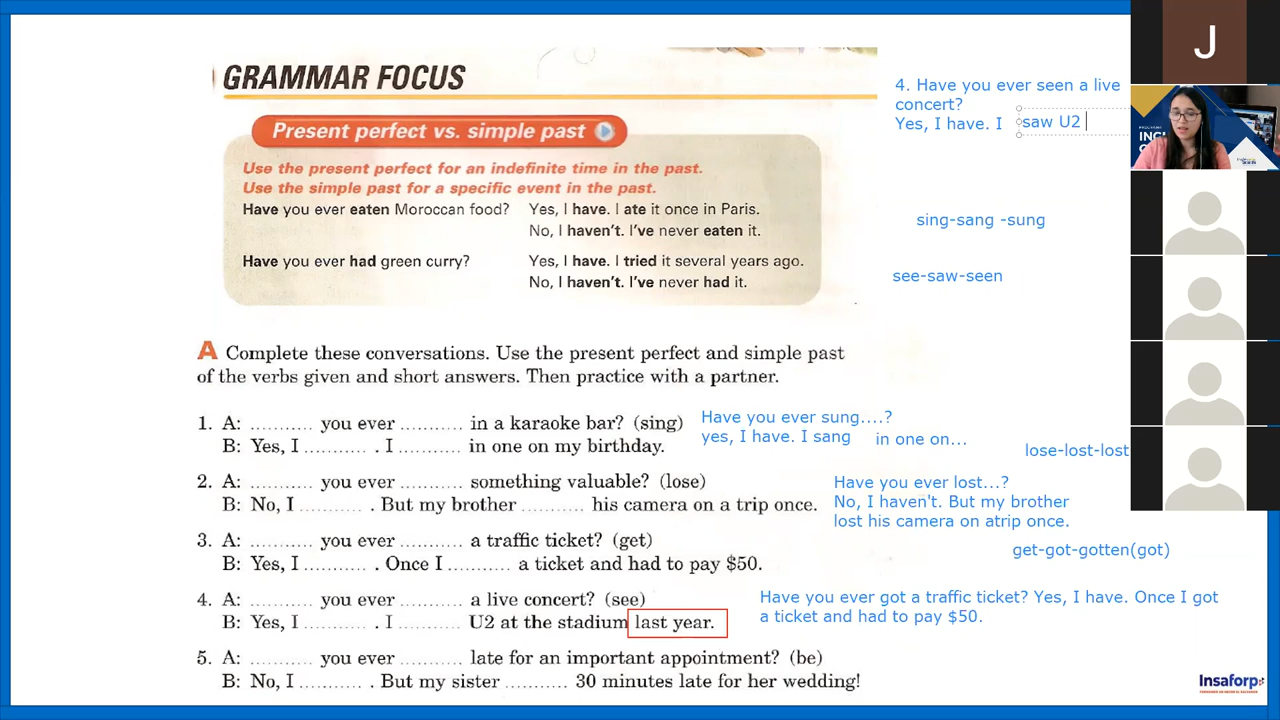 GRAMMAR FOCUS
Present perfect vs. simple past
Use the present perfect for an indefinite time in the past.
Use the simple past for a specific event in the past.
Have you ever eaten Moroccan food? Yes, I have. I ate it once in Paris.
No, I haven't. I've never eaten it.
Have you ever had green curry? Yes, I have. I tried it several years ago.
No, I haven't. I've never had it.
A Complete these conversations. Use the present perfect and simple past
of the verbs given and short answers. Then practice with a partner.
1. A: ........... you ever ........... in a karaoke bar? (sing)
B: Yes, I ........... . I ........... in one on my birthday.
2. A: ........... you ever ........... something valuable? (lose)
B: No, I ........... . But my brother ........... his camera on a trip once.
3. A: ........... you ever ........... a traffic ticket? (get)
B: Yes, I ........... . Once I ........... a ticket and had to pay $50.
4. A: ........... you ever ........... a live concert? (see)
B: Yes, I ........... . I ........... U2 at the stadium last year.
5. A: ........... you ever ........... late for an important appointment? (be)
B: No, I ........... . But my sister ........... 30 minutes late for her wedding!
4. Have you ever seen a live
concert?
Yes, I have. I saw U2
sing-sang -sung
see-saw-seen
Have you ever sung....?
yes, I have. I sang in one on...
lose-lost-lost
Have you ever lost...?
No, I haven't. But my brother
lost his camera on atrip once.
get-got-gotten(got)
Have you ever got a traffic ticket? Yes, I have. Once I got
a ticket and had to pay $50.
J
Insaforp